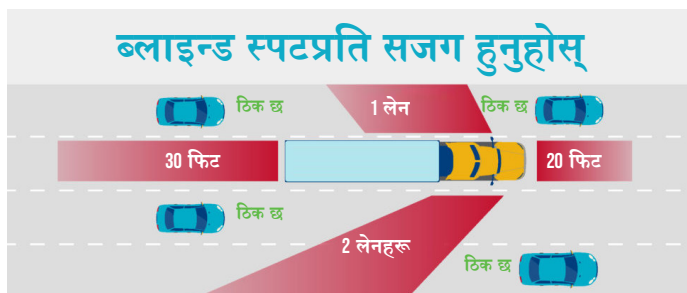 ब्लाइन्ड स्पटप्रति सजग हुनुहोस्
ठिक छ
1 लेन
ठिक छ
30 फिट
20 फिट
ठिक छ
2 लेनहरू
ठिक छ